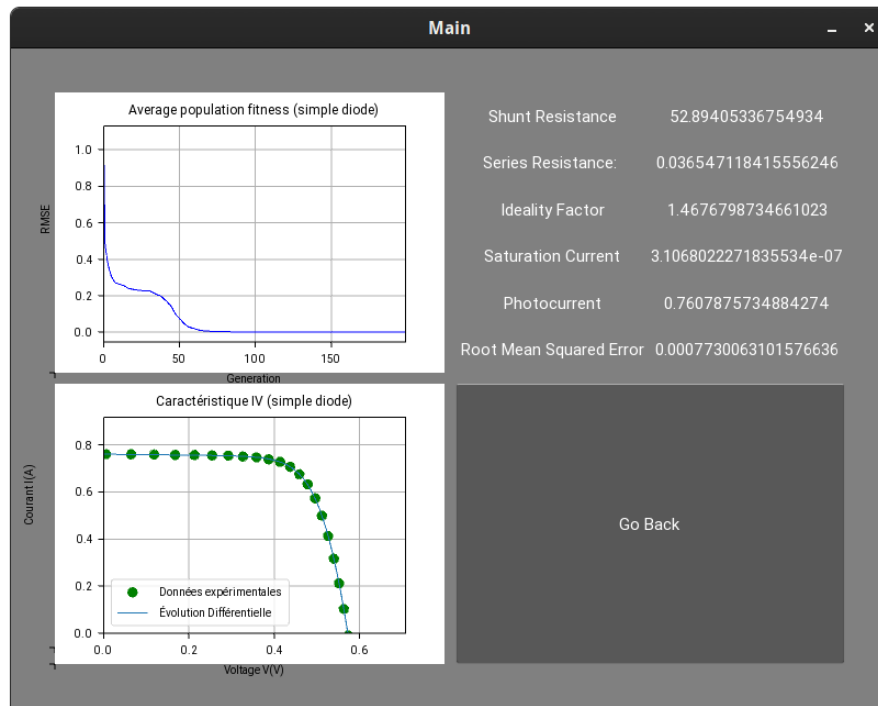 Main
Average population fitness (simple diode)
1.0
0.8
0.6
0.4
0.2
0.0
RMSE
0 50 100 150
Generation
Shunt Resistance 52.89405336754934
Series Resistance: 0.036547118415556246
Ideality Factor 1.4676798734661023
Saturation Current 3.1068022271835534e-07
Photocurrent 0.7607875734884274
Root Mean Squared Error 0.0007730063101576636
Caractéristique IV (simple diode)
0.8
0.6
0.4
0.2
0.0
Courant I(A)
Données expérimentales
Évolution Différentielle
0.0 0.2 0.4 0.6
Voltage V(V)
Go Back